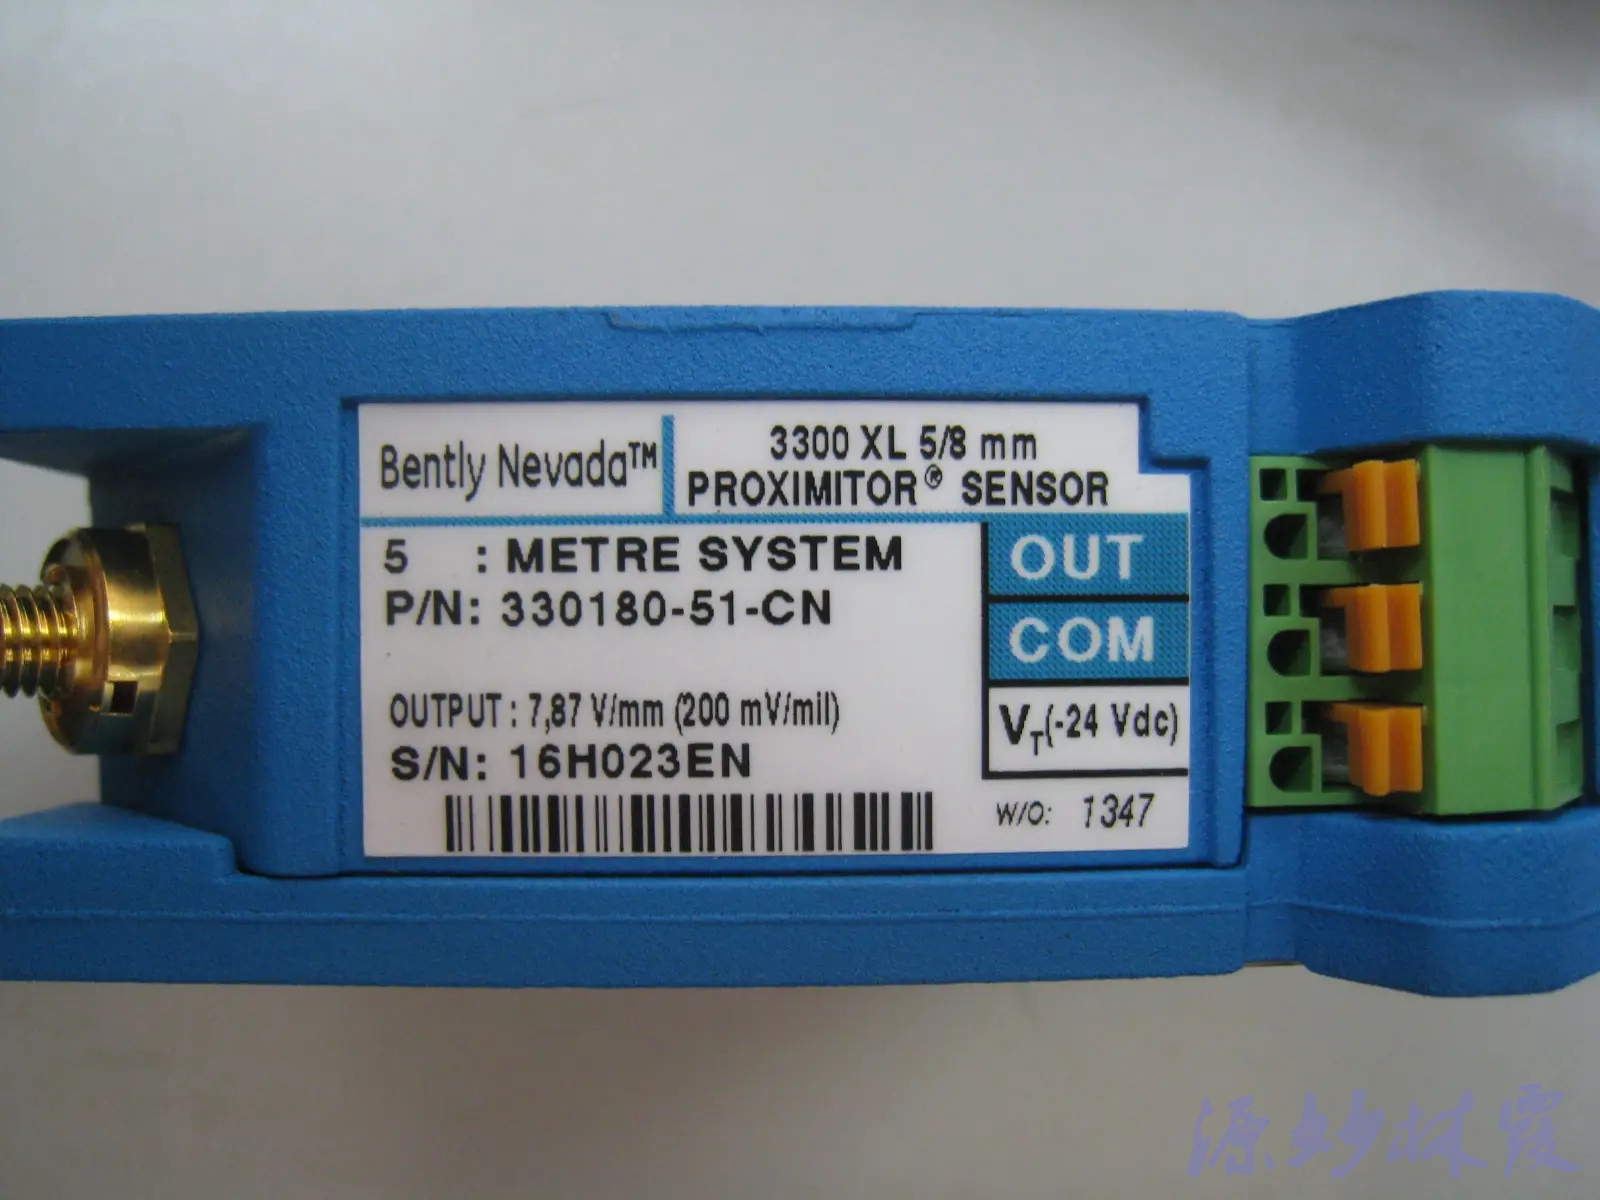 Bently Nevada™
3300 XL 5/8 mm
PROXIMITOR® SENSOR
5 : METRE SYSTEM
P/N: 330180-51-CN
OUTPUT : 7,87 V/mm (200 mV/mil)
S/N: 16H023EN
OUT
COM
VT(-24 Vdc)
W/O: 1347
源妙林霞